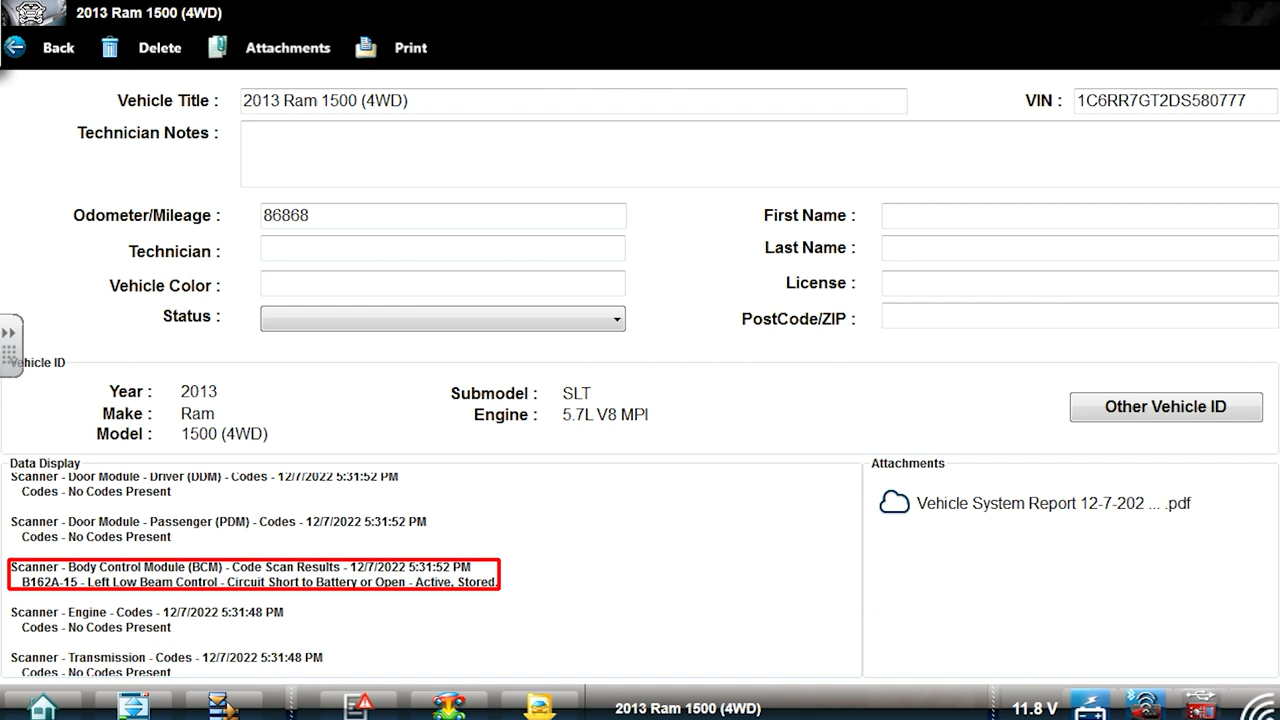 2013 Ram 1500 (4WD)
Back Delete Attachments Print
Vehicle Title : 2013 Ram 1500 (4WD) VIN : 1C6RR7GT2DS580777
Technician Notes :
Odometer/Mileage : 86868 First Name :
Technician : Last Name :
Vehicle Color : License :
Status : PostCode/ZIP :
Vehicle ID
Year : 2013 Submodel : SLT
Make : Ram Engine : 5.7L V8 MPI
Model : 1500 (4WD)
Other Vehicle ID
Data Display
Scanner - Door Module - Driver (DDM) - Codes - 12/7/2022 5:31:52 PM
Codes - No Codes Present
Scanner - Door Module - Passenger (PDM) - Codes - 12/7/2022 5:31:52 PM
Codes - No Codes Present
Scanner - Body Control Module (BCM) - Code Scan Results - 12/7/2022 5:31:52 PM
B162A-15 - Left Low Beam Control - Circuit Short to Battery or Open - Active, Stored.
Scanner - Engine - Codes - 12/7/2022 5:31:48 PM
Codes - No Codes Present
Scanner - Transmission - Codes - 12/7/2022 5:31:48 PM
Codes - No Codes Present
Attachments
Vehicle System Report 12-7-202 ... .pdf
2013 Ram 1500 (4WD) 11.8 V